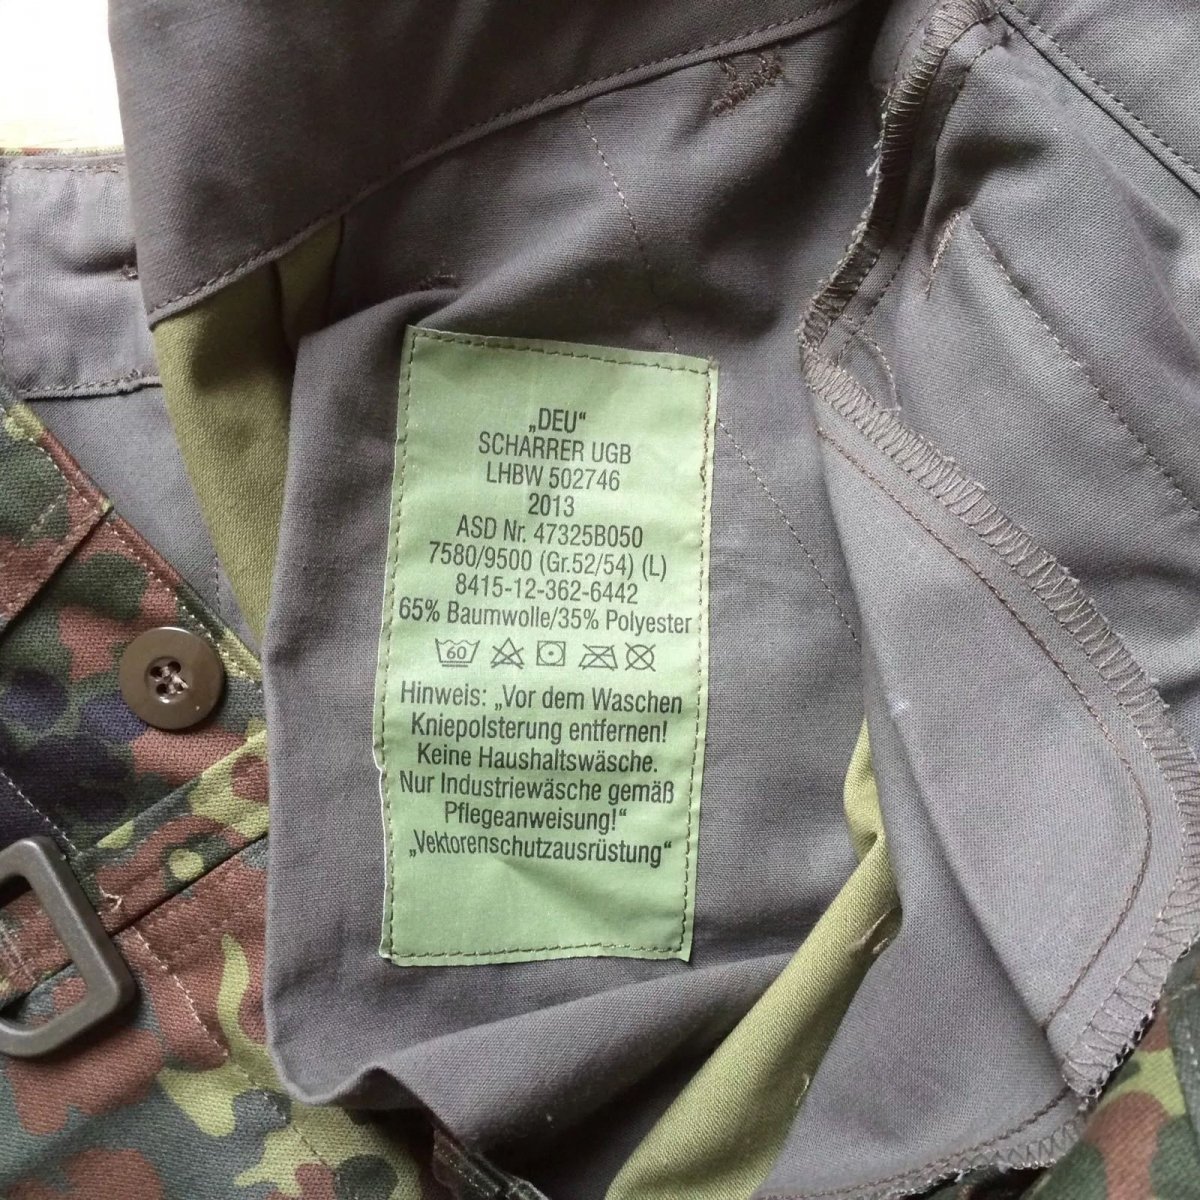 „DEU“
SCHARRER UGB
LHBW 502746
2013
ASD Nr. 47325B050
7580/9500 (Gr.52/54) (L)
8415-12-362-6442
65% Baumwolle/35% Polyester
60
Hinweis: „Vor dem Waschen
Kniepolsterung entfernen!
Keine Haushaltswäsche.
Nur Industriewäsche gemäß
Pflegeanweisung!“
„Vektorenschutzausrüstung“